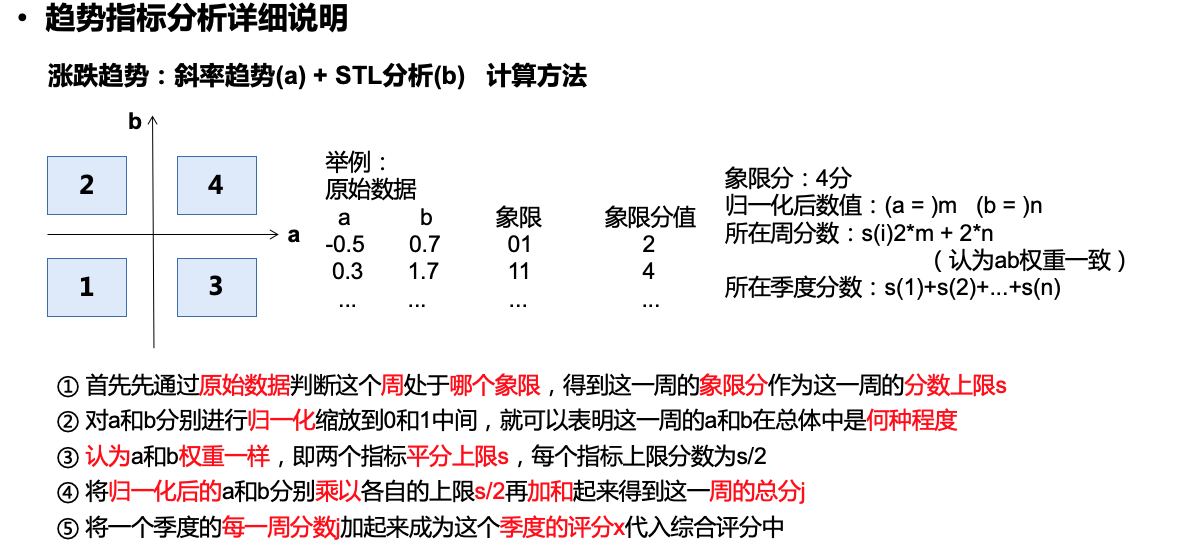 • 趋势指标分析详细说明
涨跌趋势：斜率趋势(a) + STL分析(b) 计算方法
b
2
4
a
1
3
举例：
原始数据
a b 象限 象限分值
-0.5 0.7 01 2
0.3 1.7 11 4
... ... ... ...
象限分：4分
归一化后数值：(a = )m (b = )n
所在周分数：s(i)2*m + 2*n
（认为ab权重一致）
所在季度分数：s(1)+s(2)+...+s(n)
① 首先先通过原始数据判断这个周处于哪个象限，得到这一周的象限分作为这一周的分数上限s
② 对a和b分别进行归一化缩放到0和1中间，就可以表明这一周的a和b在总体中是何种程度
③ 认为a和b权重一样，即两个指标平分上限s，每个指标上限分数为s/2
④ 将归一化后的a和b分别乘以各自的上限s/2再加和起来得到这一周的总分j
⑤ 将一个季度的每一周分数j加起来成为这个季度的评分x代入综合评分中